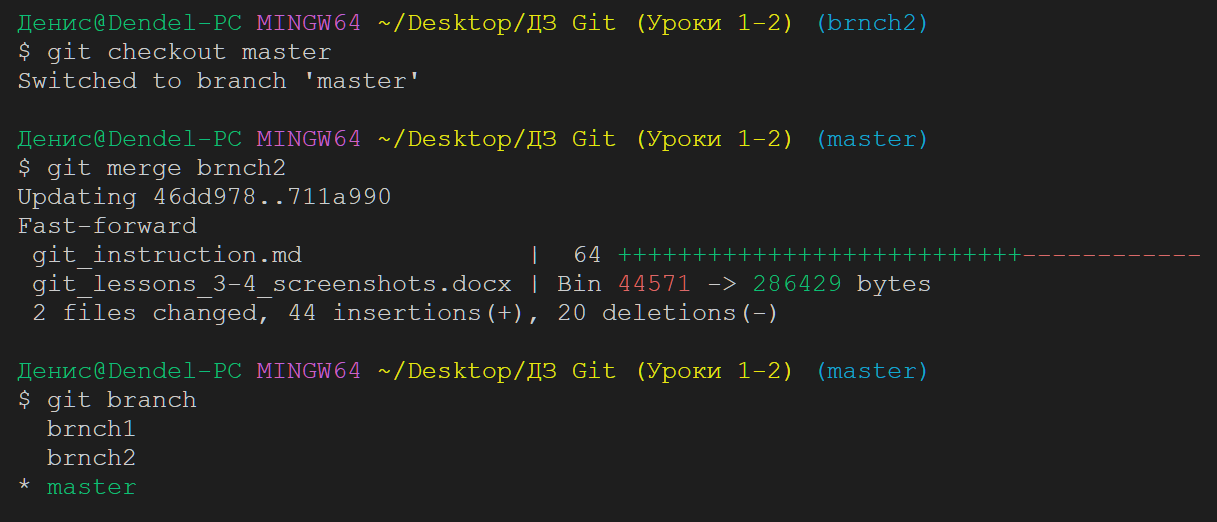 Денис@Dendel-PC MINGW64 ~/Desktop/ДЗ Git (Уроки 1-2) (brnch2)
$ git checkout master
Switched to branch 'master'
Денис@Dendel-PC MINGW64 ~/Desktop/ДЗ Git (Уроки 1-2) (master)
$ git merge brnch2
Updating 46dd978..711a990
Fast-forward
 git_instruction.md               |  64 +++++++++++++++++++++++++++------------
 git_lessons_3-4_screenshots.docx | Bin 44571 -> 286429 bytes
 2 files changed, 44 insertions(+), 20 deletions(-)
Денис@Dendel-PC MINGW64 ~/Desktop/ДЗ Git (Уроки 1-2) (master)
$ git branch
  brnch1
  brnch2
* master